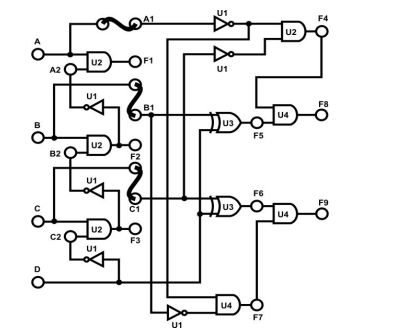 A1 U1 F4
A U2
A2 U2 F1 U1
U1 B1
B U3 U4 F8
U2 F5
B2 F2
U1
C1 F6
C U3 U4 F9
U2
C2 F3
U1
D
U4
F7
U1